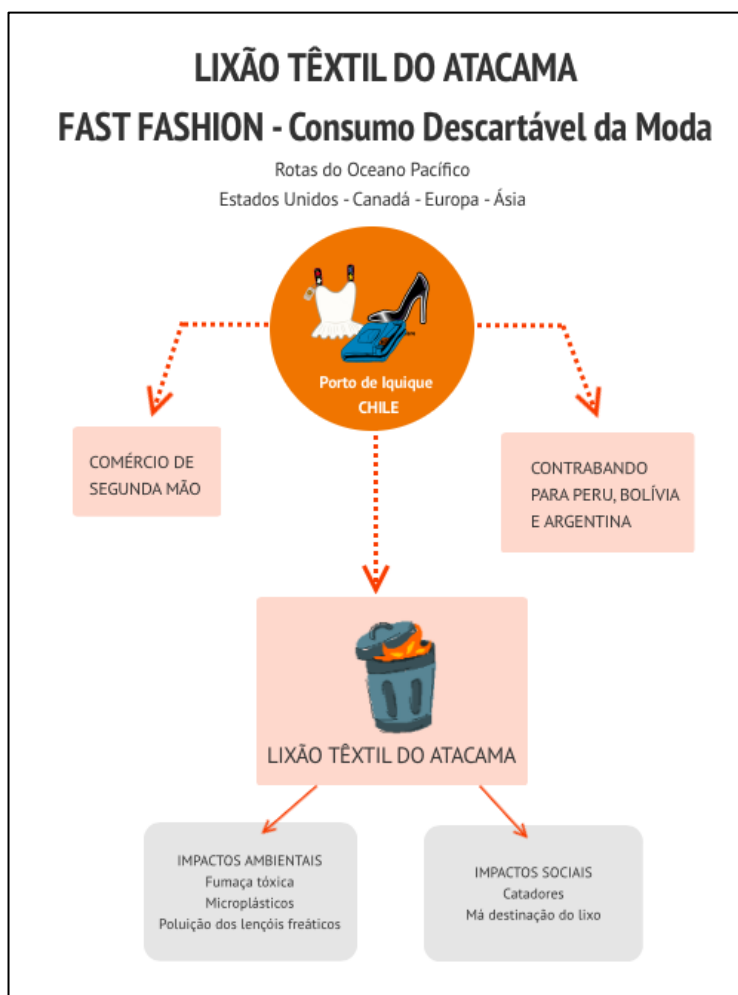 LIXÃO TÊXTIL DO ATACAMA
FAST FASHION - Consumo Descartável da Moda
Rotas do Oceano Pacífico
Estados Unidos - Canadá - Europa - Ásia
Porto de Iquique
CHILE
COMÉRCIO DE
SEGUNDA MÃO
CONTRABANDO
PARA PERU, BOLÍVIA
E ARGENTINA
LIXÃO TÊXTIL DO ATACAMA
IMPACTOS AMBIENTAIS
Fumaça tóxica
Microplásticos
Poluição dos lençóis freáticos
IMPACTOS SOCIAIS
Catadores
Má destinação do lixo